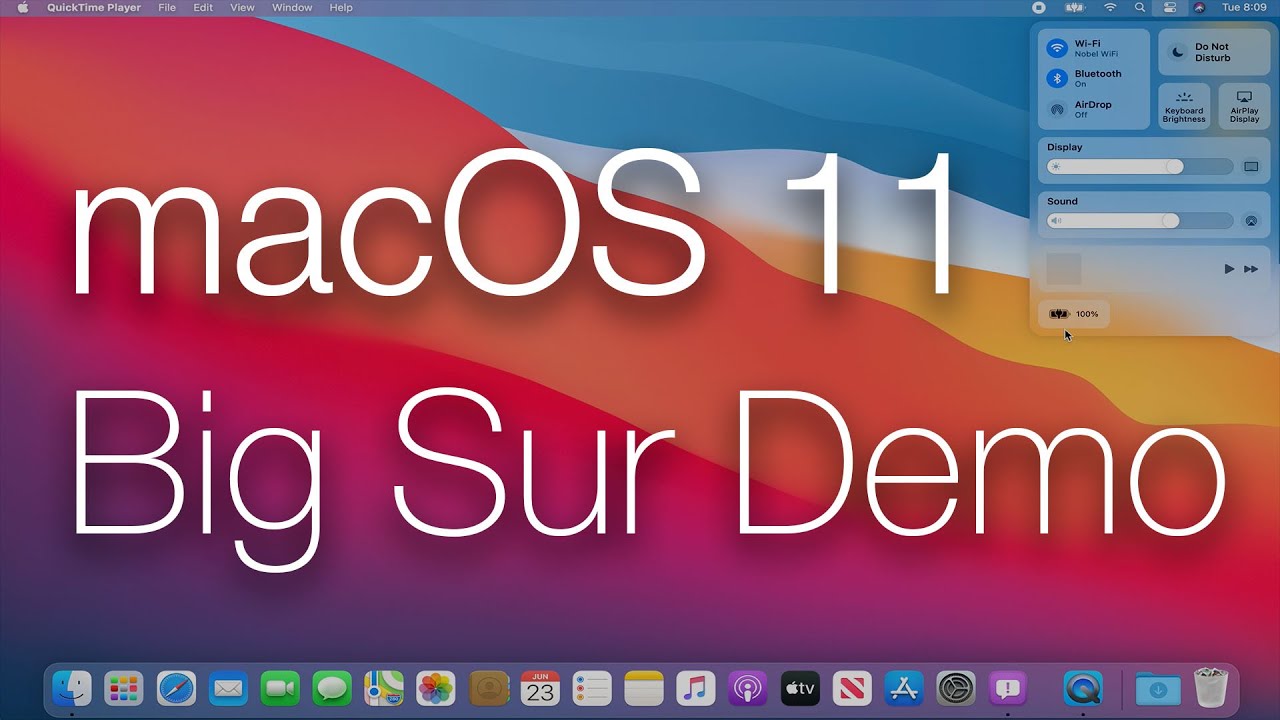 QuickTime Player File Edit View Window Help Tue 8:09
Wi-Fi
Nobel WiFi
Bluetooth
On
AirDrop
Off
Do Not
Disturb
Keyboard
Brightness
AirPlay
Display
Display
Sound
100%
macOS 11
Big Sur Demo
JUN
23
tv